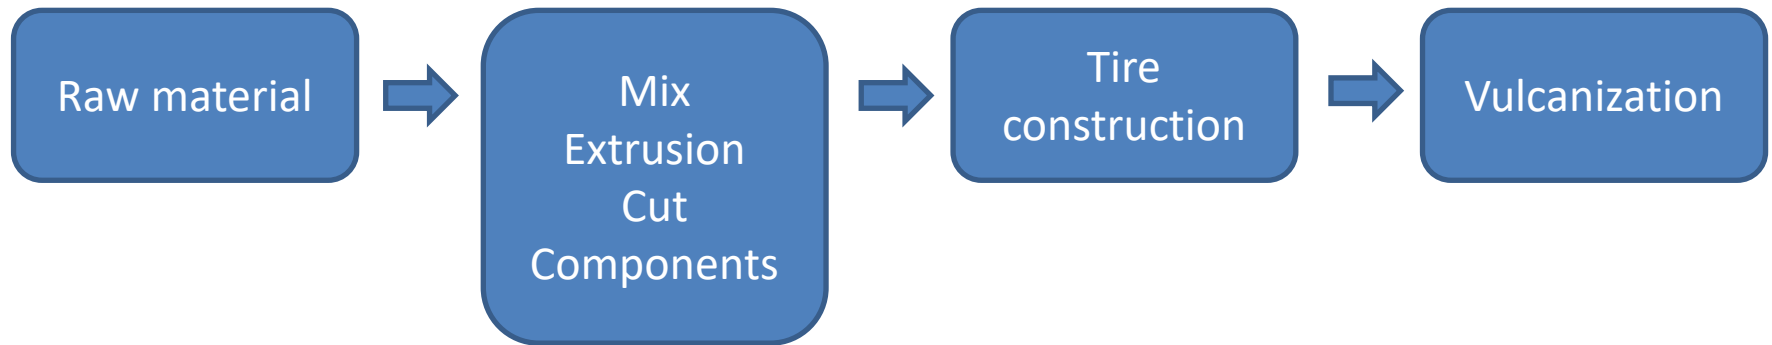 Raw material
Mix
Extrusion
Cut
Components
Tire
construction
Vulcanization